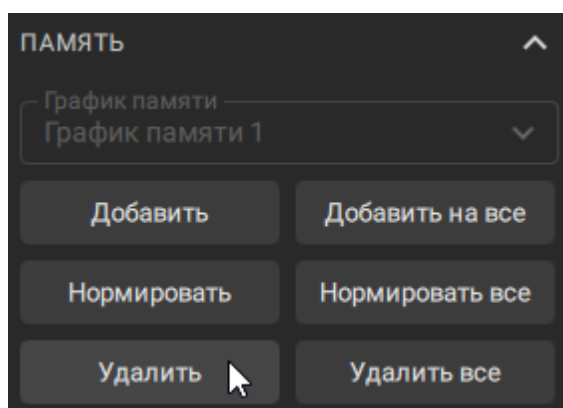 ПАМЯТЬ
График памяти
График памяти 1
Добавить
Добавить на все
Нормировать
Нормировать все
Удалить
Удалить все